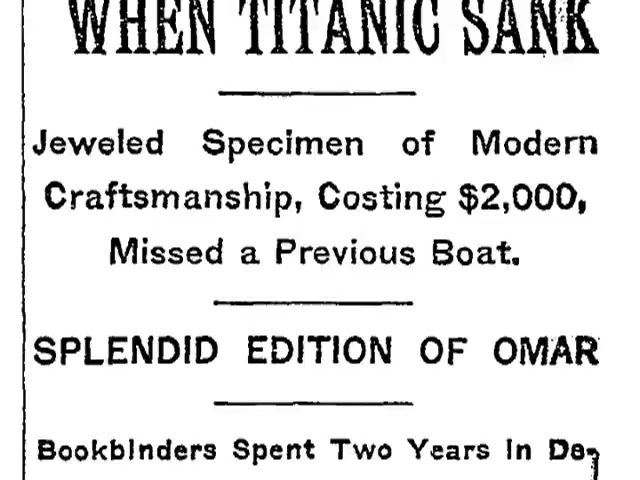 WHEN TITANIC SANK
Jeweled Specimen of Modern
Craftsmanship, Costing $2,000,
Missed a Previous Boat.
SPLENDID EDITION OF OMAR
Bookbinders Spent Two Years in De-